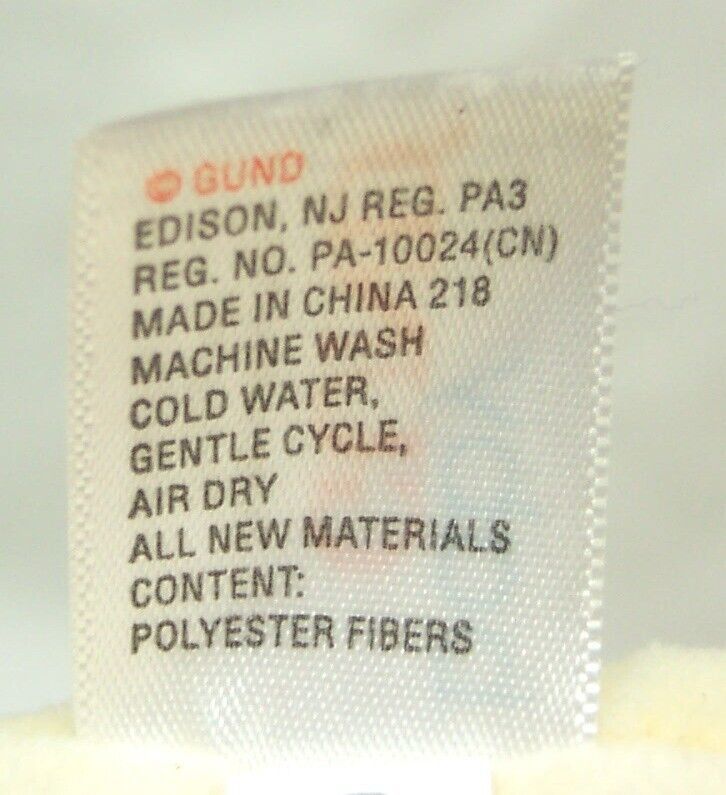 © GUND
EDISON, NJ REG. PA3
REG. NO. PA-10024(CN)
MADE IN CHINA 218
MACHINE WASH
COLD WATER,
GENTLE CYCLE,
AIR DRY
ALL NEW MATERIALS
CONTENT:
POLYESTER FIBERS